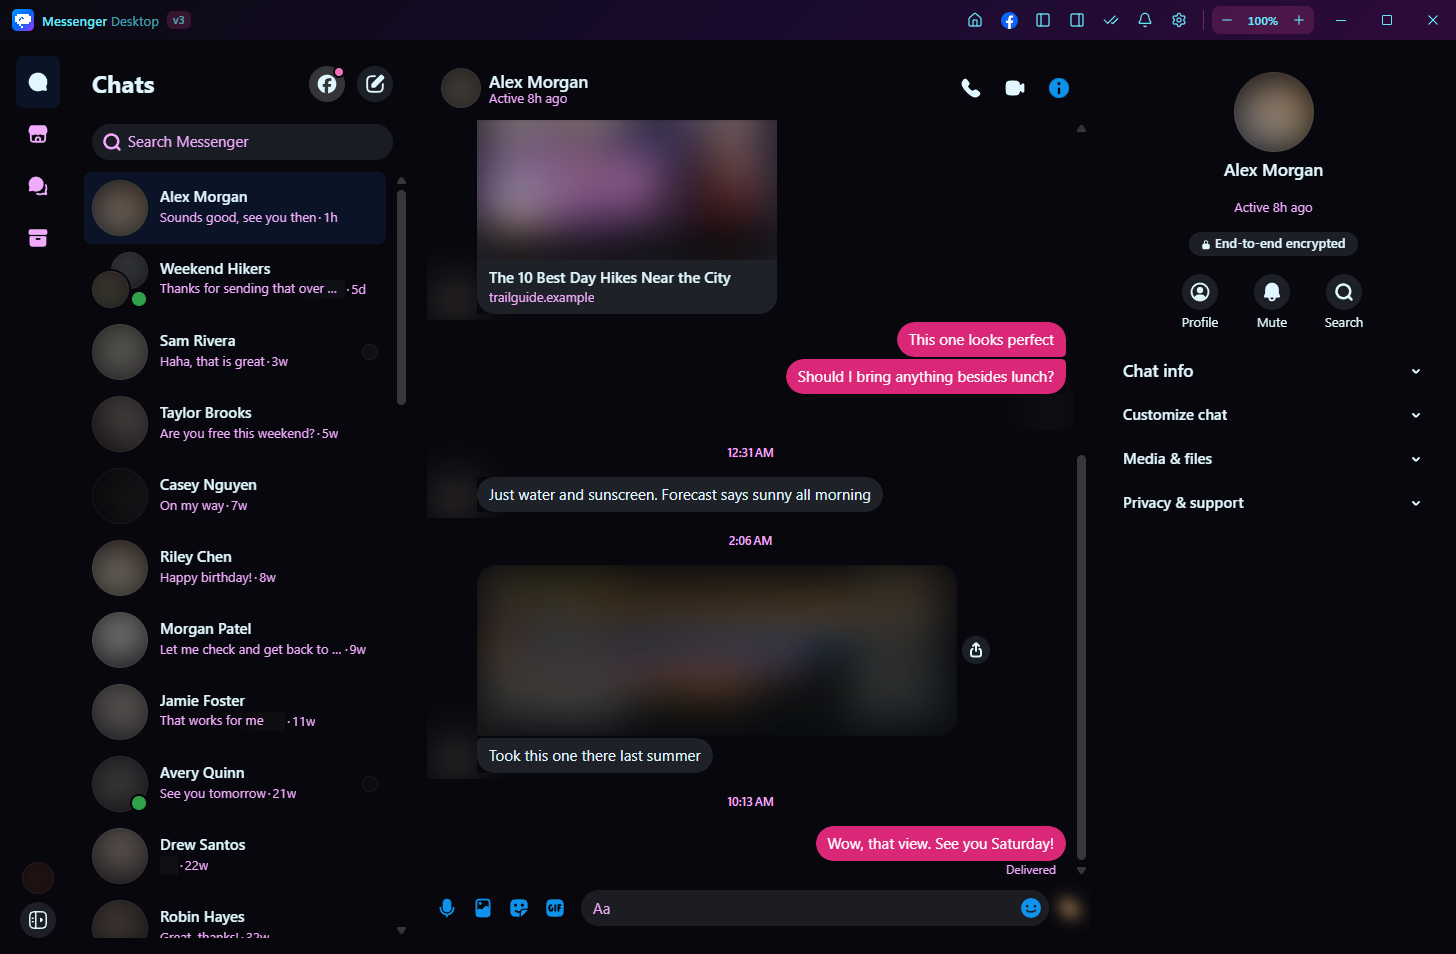 Messenger Desktop v3
100%
Chats
Search Messenger
Alex Morgan
Sounds good, see you then · 1h
Weekend Hikers
Thanks for sending that over ... · 5d
Sam Rivera
Haha, that is great · 3w
Taylor Brooks
Are you free this weekend? · 5w
Casey Nguyen
On my way · 7w
Riley Chen
Happy birthday! · 8w
Morgan Patel
Let me check and get back to ... · 9w
Jamie Foster
That works for me · 11w
Avery Quinn
See you tomorrow · 21w
Drew Santos
· 22w
Robin Hayes
Great, thanks! · 32w
Alex Morgan
Active 8h ago
The 10 Best Day Hikes Near the City
trailguide.example
This one looks perfect
Should I bring anything besides lunch?
12:31 AM
Just water and sunscreen. Forecast says sunny all morning
2:06 AM
Took this one there last summer
10:13 AM
Wow, that view. See you Saturday!
Delivered
GIF
Aa
Alex Morgan
Active 8h ago
End-to-end encrypted
Profile
Mute
Search
Chat info
Customize chat
Media & files
Privacy & support